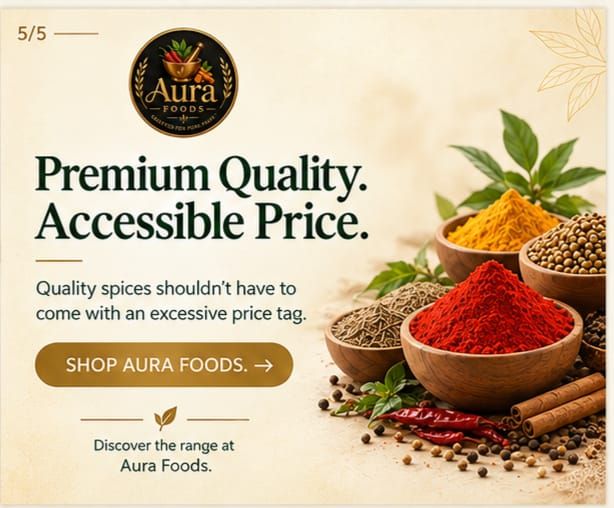 5/5
Aura
FOODS
Premium Quality.
Accessible Price.
Quality spices shouldn't have to
come with an excessive price tag.
SHOP AURA FOODS. →
Discover the range at
Aura Foods.